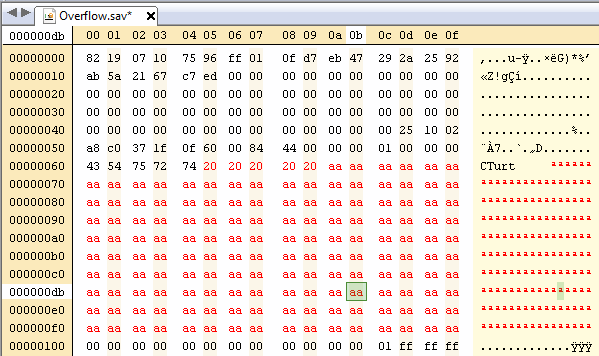 Overflow.sav*
000000db 00 01 02 03 04 05 06 07 08 09 0a 0b 0c 0d 0e 0f
00000000 82 19 07 10 75 96 ff 01 0f d7 eb 47 29 2a 25 92 ‚...u–ÿ..×ëG)*%’
00000010 ab 5a 21 67 c7 ed 00 00 00 00 00 00 00 00 00 00 «Z!gÇí..........
00000020 00 00 00 00 00 00 00 00 00 00 00 00 00 00 00 00 ................
00000030 00 00 00 00 00 00 00 00 00 00 00 00 00 00 00 00 ................
00000040 00 00 00 00 00 00 00 00 00 00 00 00 00 25 10 02 .............%..
00000050 a8 c0 37 1f 0f 60 00 84 44 00 00 00 01 00 00 00 ¨À7..`.„D.......
00000060 43 54 75 72 74 20 20 20 20 20 aa aa aa aa aa aa CTurt ªªªªªª
00000070 aa aa aa aa aa aa aa aa aa aa aa aa aa aa aa aa ªªªªªªªªªªªªªªªª
00000080 aa aa aa aa aa aa aa aa aa aa aa aa aa aa aa aa ªªªªªªªªªªªªªªªª
00000090 aa aa aa aa aa aa aa aa aa aa aa aa aa aa aa aa ªªªªªªªªªªªªªªªª
000000a0 aa aa aa aa aa aa aa aa aa aa aa aa aa aa aa aa ªªªªªªªªªªªªªªªª
000000b0 aa aa aa aa aa aa aa aa aa aa aa aa aa aa aa aa ªªªªªªªªªªªªªªªª
000000c0 aa aa aa aa aa aa aa aa aa aa aa aa aa aa aa aa ªªªªªªªªªªªªªªªª
000000db aa aa aa aa aa aa aa aa aa aa aa aa aa aa aa aa ªªªªªªªªªªªªªªªª
000000e0 aa aa aa aa aa aa aa aa aa aa aa aa aa aa aa aa ªªªªªªªªªªªªªªªª
000000f0 aa aa aa aa aa aa aa aa aa aa aa aa aa aa aa aa ªªªªªªªªªªªªªªªª
00000100 00 00 00 00 00 00 00 00 00 00 00 00 01 ff ff ff .............ÿÿÿ